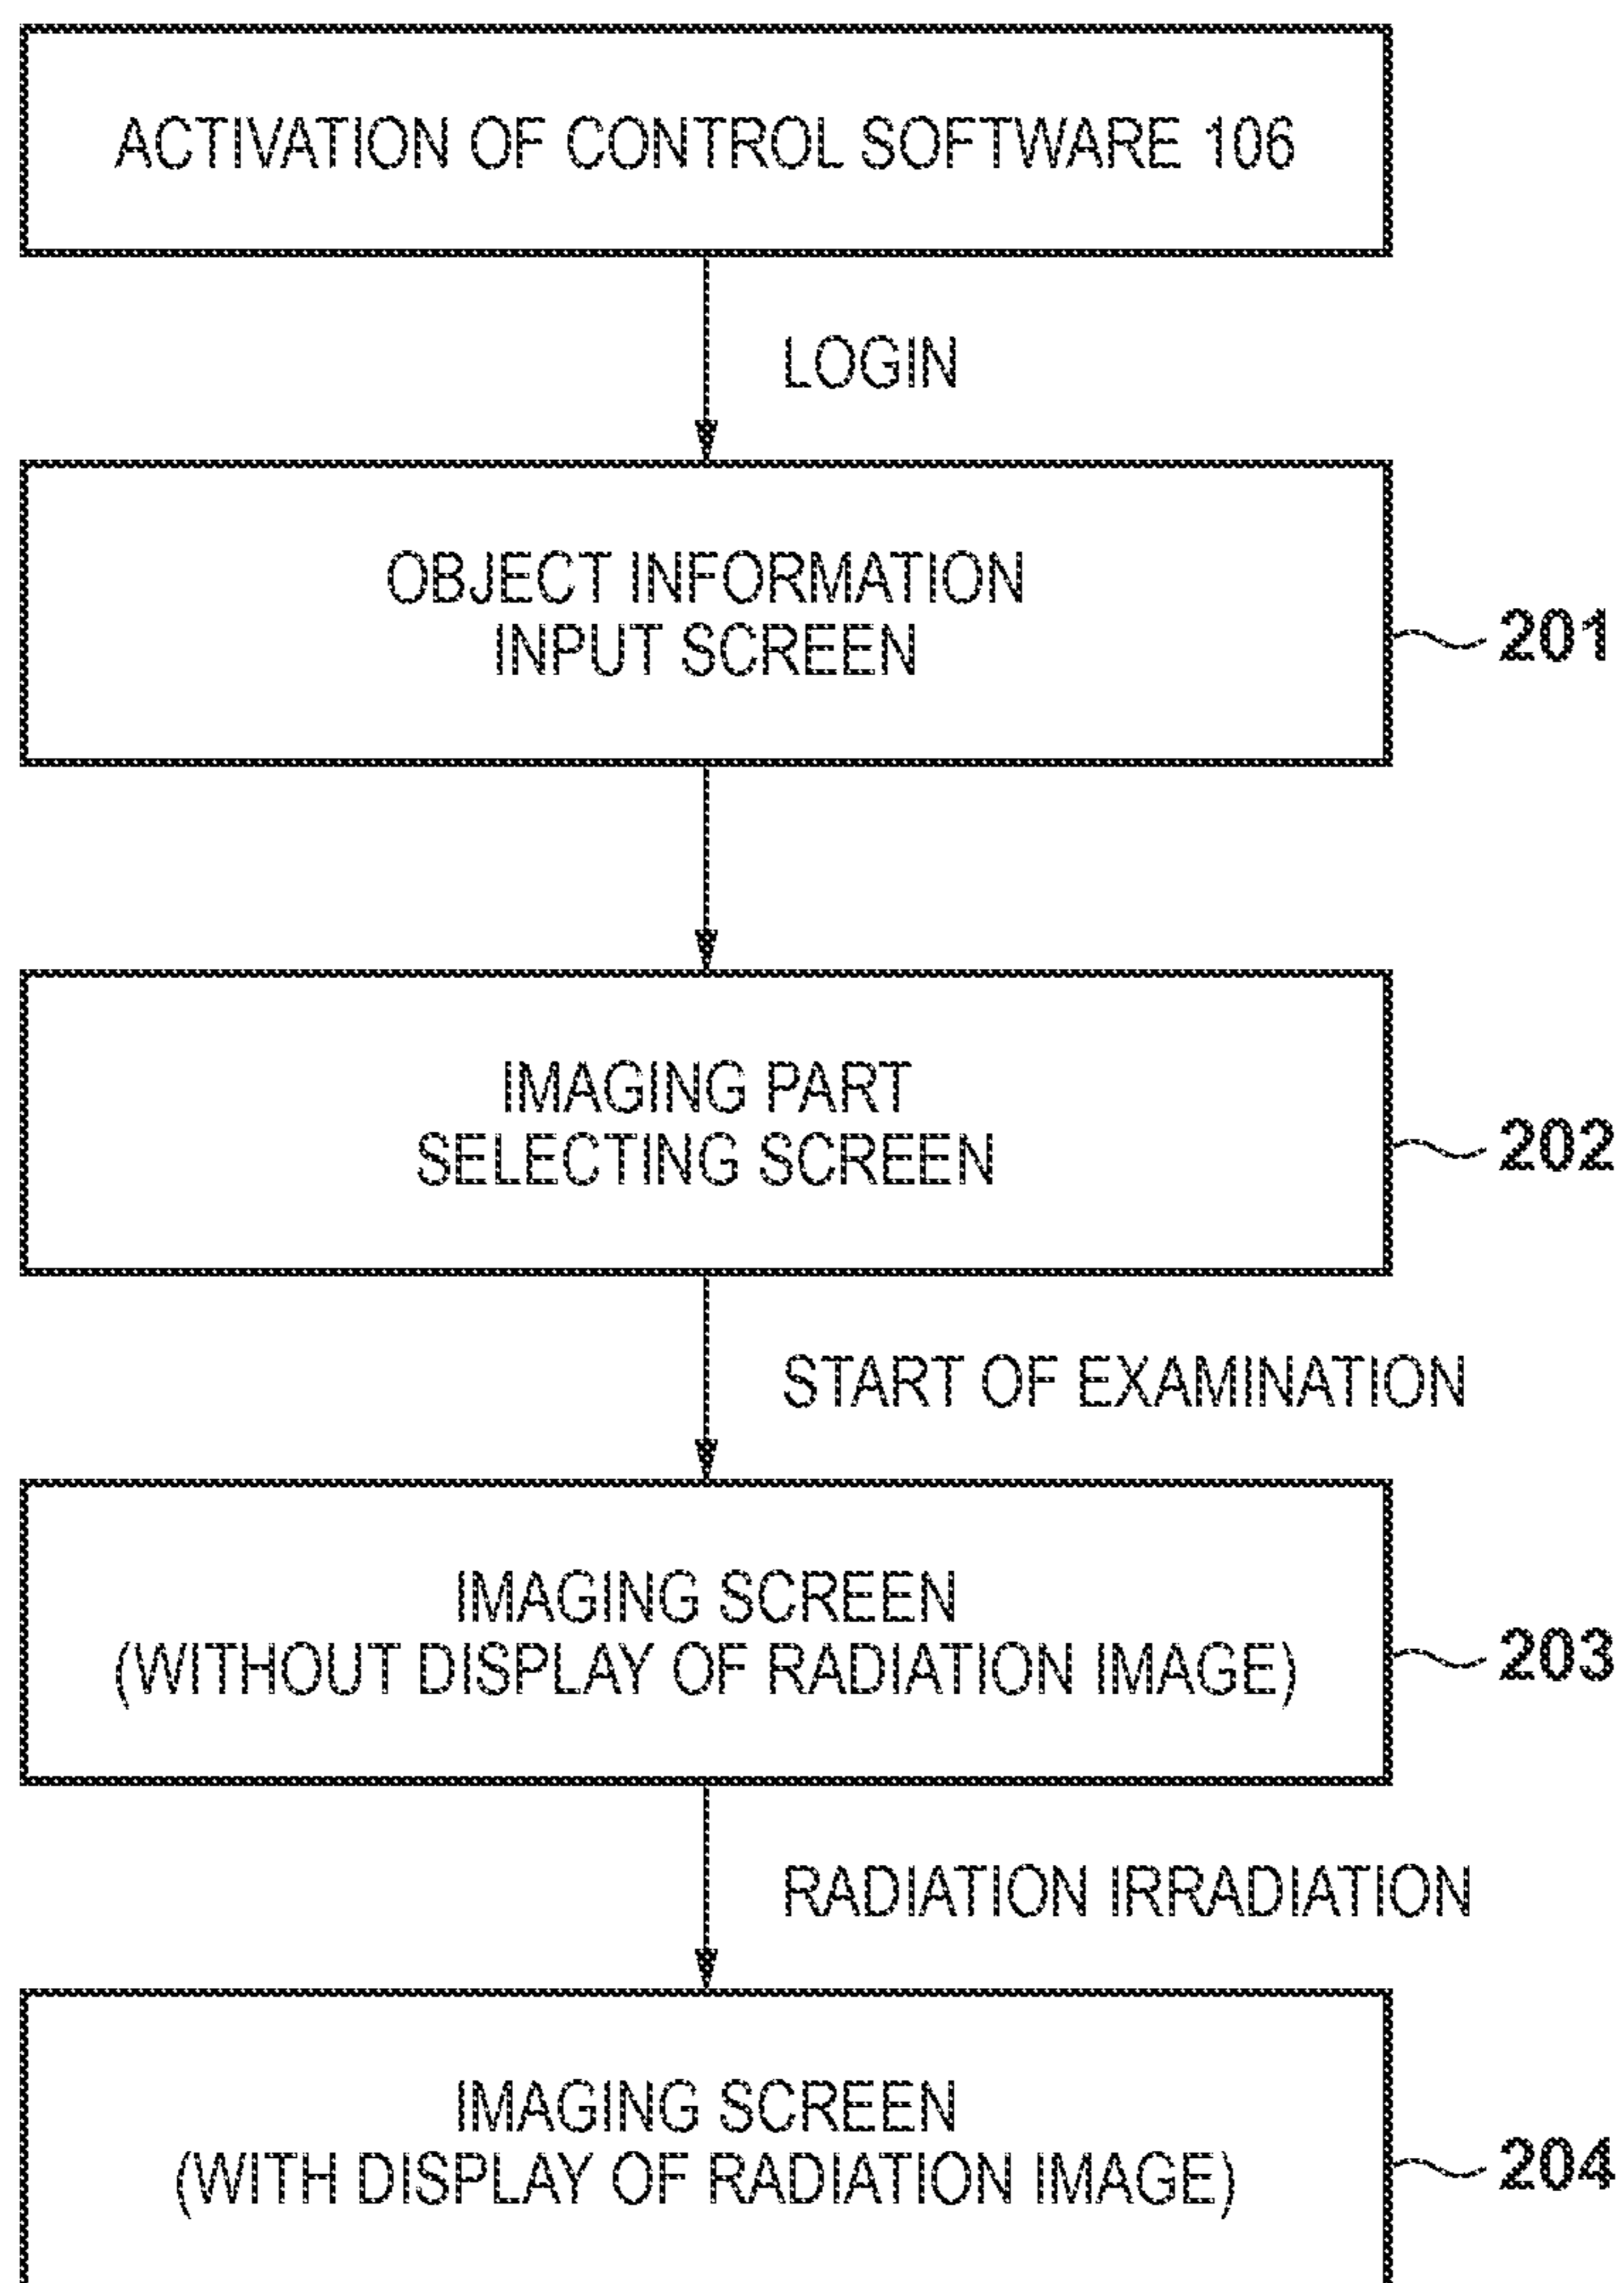 ACTIVATION OF CONTROL SOFTWARE 106
LOGIN
OBJECT INFORMATION
INPUT SCREEN
201
IMAGING PART
SELECTING SCREEN
202
START OF EXAMINATION
IMAGING SCREEN
(WITHOUT DISPLAY OF RADIATION IMAGE)
203
RADIATION IRRADIATION
IMAGING SCREEN
(WITH DISPLAY OF RADIATION IMAGE)
204